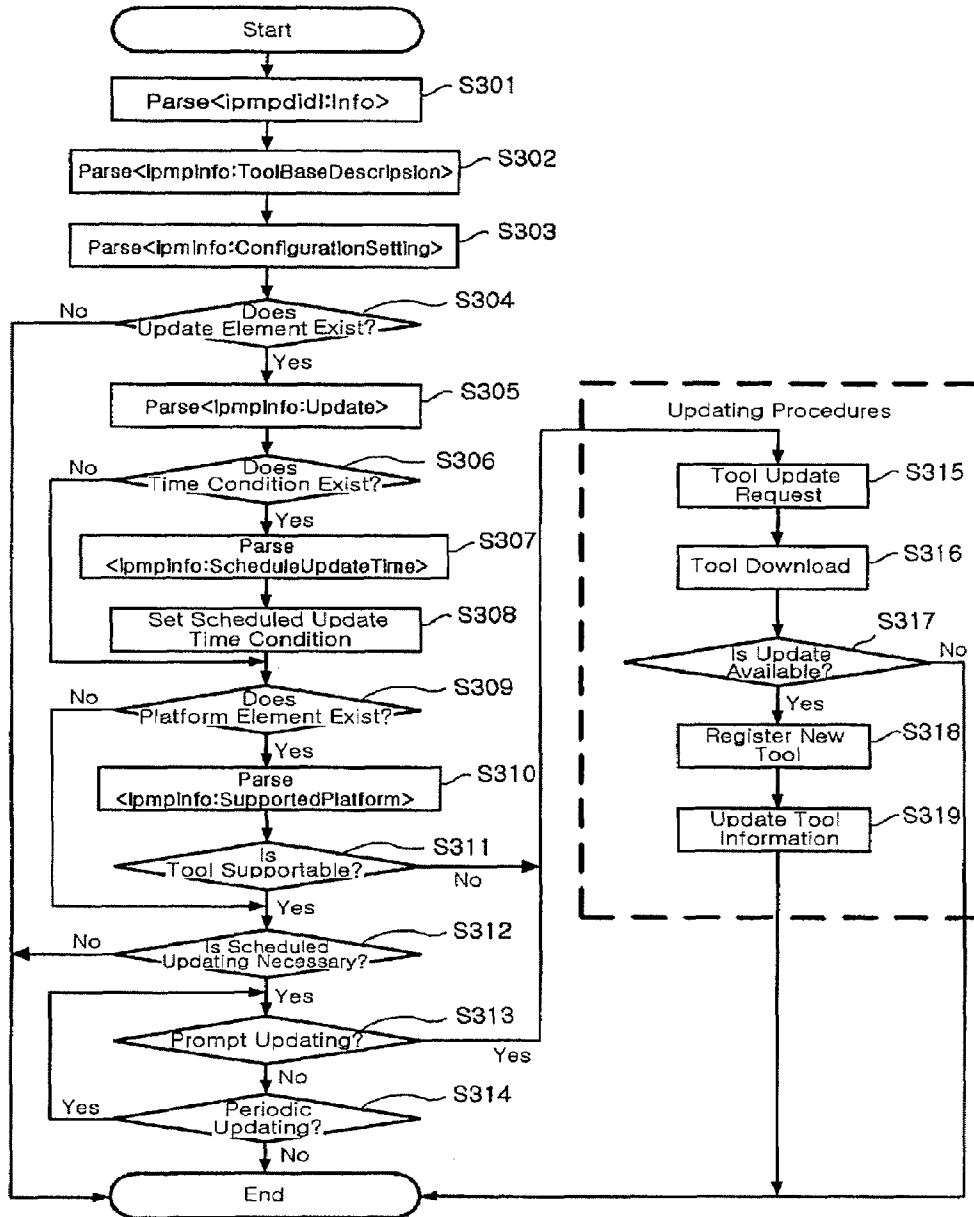 Start
S301
Parse<ipmpdidl:Info>
S302
Parse<ipmpinfo:ToolBaseDescripsion>
S303
Parse<ipminfo:ConfigurationSetting>
S304
No
Does
Update Element Exist?
Yes
S305
Parse<ipmpinfo:Update>
S306
No
Does
Time Condition Exist?
Yes
S307
Parse
<ipmpinfo:ScheduleUpdateTime>
S308
Set Scheduled Update
Time Condition
S309
No
Does
Platform Element Exist?
Yes
S310
Parse
<ipmpinfo:SupportedPlatform>
S311
Is
Tool Supportable?
No
Yes
S312
No
Is Scheduled
Updating Necessary?
Yes
S313
Prompt Updating?
Yes
No
S314
Yes
Periodic
Updating?
No
End
Updating Procedures
S315
Tool Update
Request
S316
Tool Download
S317
Is Update
Available?
No
Yes
S318
Register New
Tool
S319
Update Tool
Information